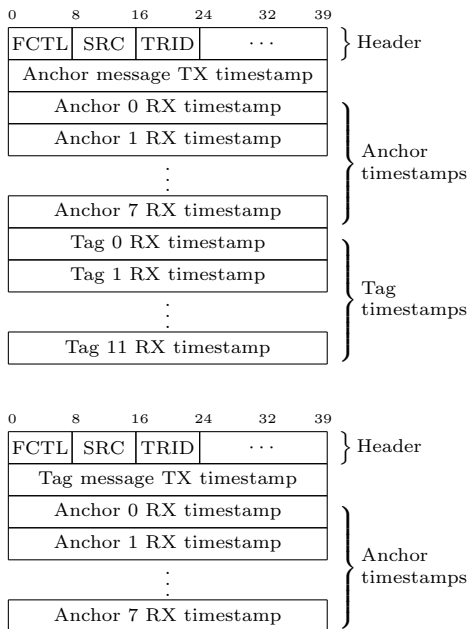 0 8 16 24 32 39
FCTL SRC TRID ··· Header
Anchor message TX timestamp
Anchor 0 RX timestamp
Anchor 1 RX timestamp
⋮
Anchor timestamps
Anchor 7 RX timestamp
Tag 0 RX timestamp
Tag 1 RX timestamp
⋮
Tag timestamps
Tag 11 RX timestamp
0 8 16 24 32 39
FCTL SRC TRID ··· Header
Tag message TX timestamp
Anchor 0 RX timestamp
Anchor 1 RX timestamp
⋮
Anchor timestamps
Anchor 7 RX timestamp